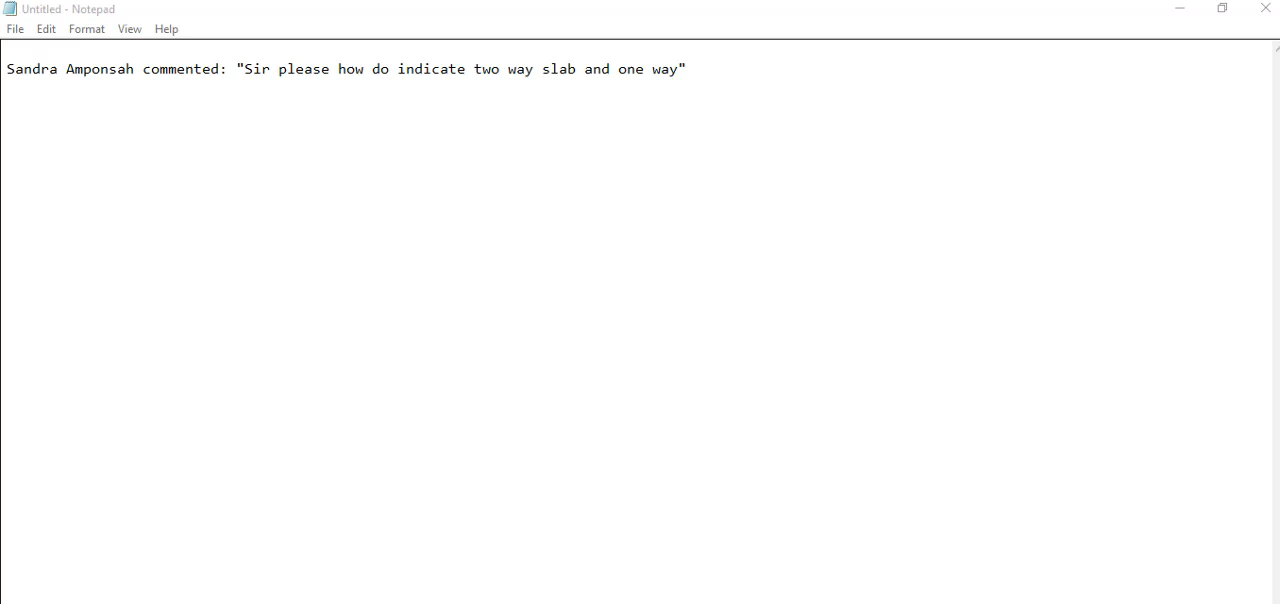 Untitled - Notepad
File Edit Format View Help
Sandra Amponsah commented: "Sir please how do indicate two way slab and one way"